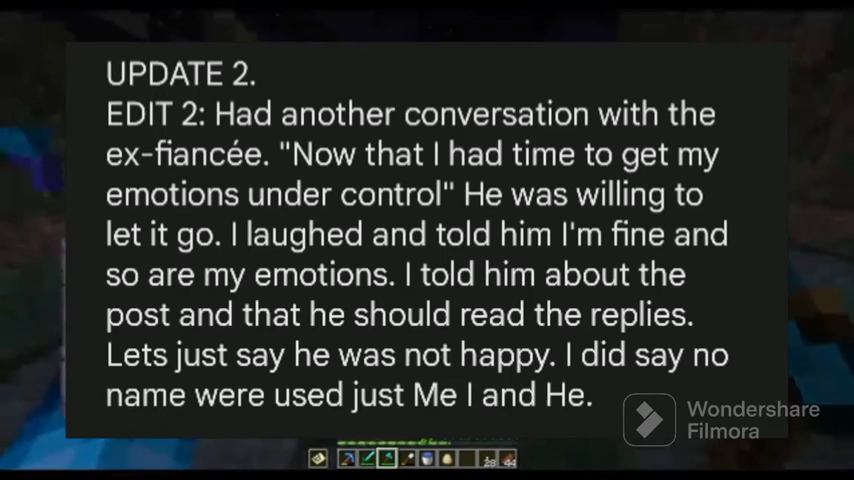 UPDATE 2.
EDIT 2: Had another conversation with the
ex-fiancée. "Now that I had time to get my
emotions under control" He was willing to
let it go. I laughed and told him I'm fine and
so are my emotions. I told him about the
post and that he should read the replies.
Lets just say he was not happy. I did say no
name were used just Me I and He.
Wondershare
Filmora
28 44